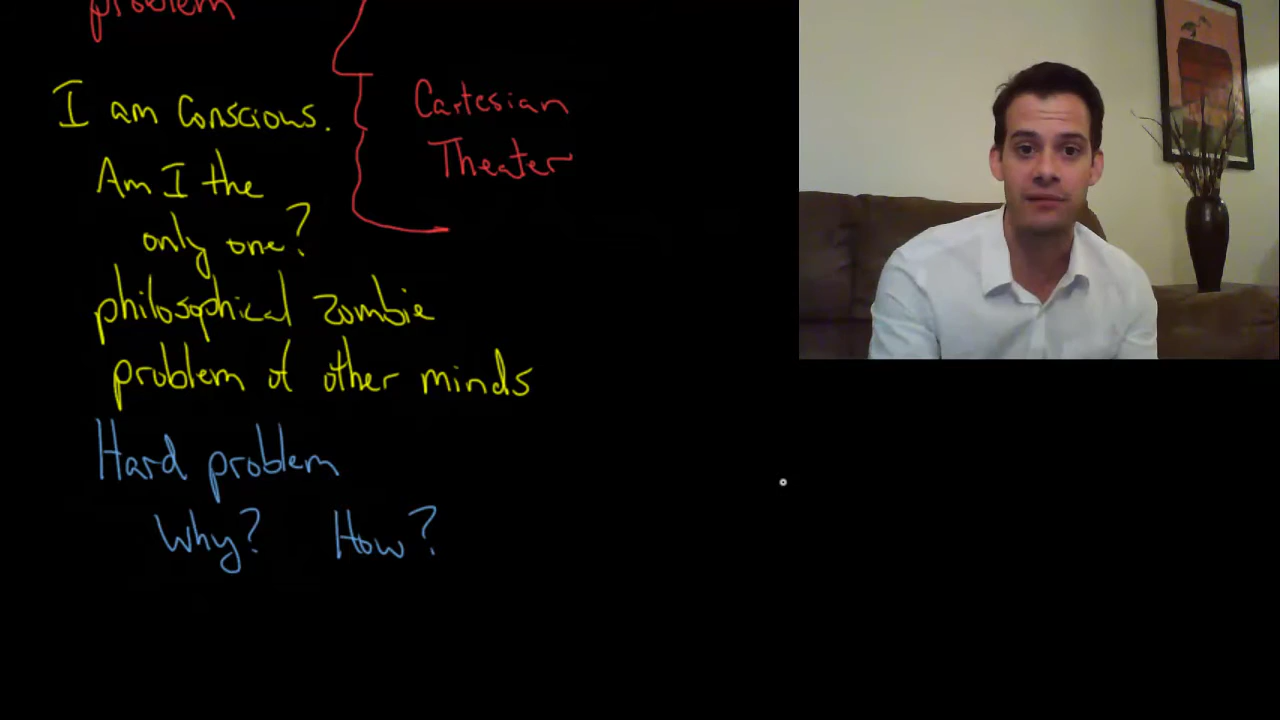 problem
I am Conscious.
Cartesian
Theater
Am I the
only one?
philosophical zombie
problem of other minds
Hard problem
Why? How?